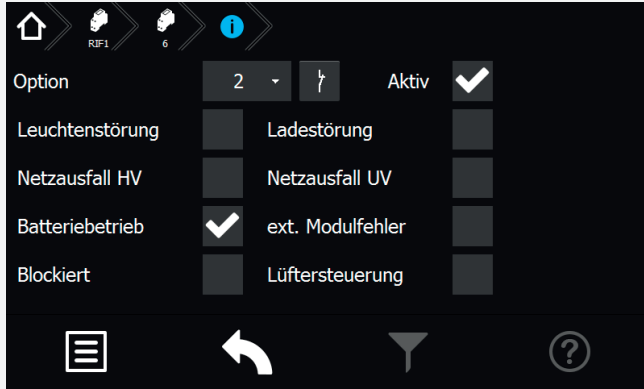 RIF1 6 i
Option 2 Aktiv
Leuchtenstörung Ladestörung
Netzausfall HV Netzausfall UV
Batteriebetrieb ext. Modulfehler
Blockiert Lüftersteuerung
?